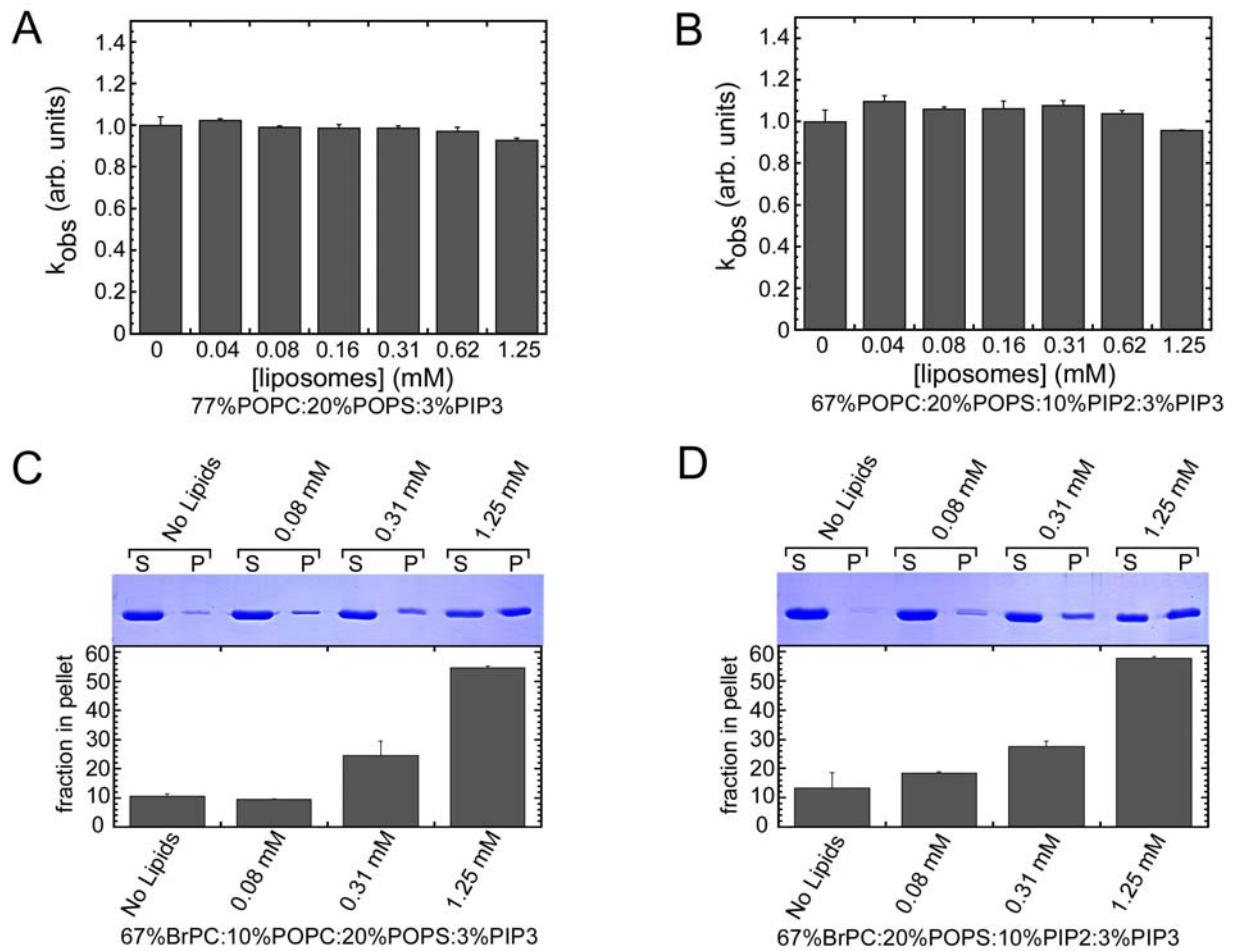 A
k_obs (arb. units)
1.4
1.2
1.0
0.8
0.6
0.4
0.2
0
0 0.04 0.08 0.16 0.31 0.62 1.25
[liposomes] (mM)
77%POPC:20%POPS:3%PIP3
B
k_obs (arb. units)
1.4
1.2
1.0
0.8
0.6
0.4
0.2
0
0 0.04 0.08 0.16 0.31 0.62 1.25
[liposomes] (mM)
67%POPC:20%POPS:10%PIP2:3%PIP3
C
No Lipids 0.08 mM 0.31 mM 1.25 mM
S P S P S P S P
fraction in pellet
60
50
40
30
20
10
0
No Lipids 0.08 mM 0.31 mM 1.25 mM
67%BrPC:10%POPC:20%POPS:3%PIP3
D
No Lipids 0.08 mM 0.31 mM 1.25 mM
S P S P S P S P
fraction in pellet
60
50
40
30
20
10
0
No Lipids 0.08 mM 0.31 mM 1.25 mM
67%BrPC:20%POPS:10%PIP2:3%PIP3